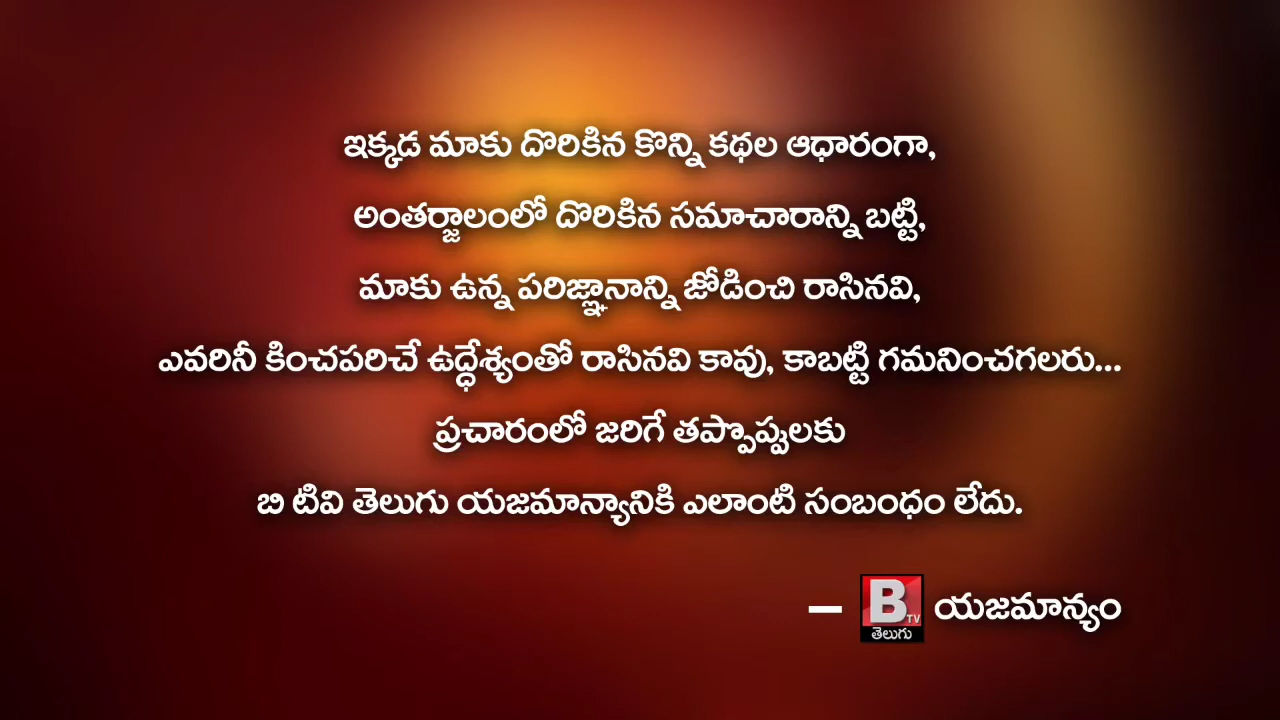 ఇక్కడ మాకు దొరికిన కొన్ని కథల ఆధారంగా,
అంతర్జాలంలో దొరికిన సమాచారాన్ని బట్టి,
మాకు ఉన్న పరిజ్ఞానాన్ని జోడించి రాసినవి,
ఎవరినీ కించపరిచే ఉద్ధేశ్యంతో రాసినవి కావు, కాబట్టి గమనించగలరు...
ప్రచారంలో జరిగే తప్పొప్పులకు
బి టివి తెలుగు యజమాన్యానికి ఎలాంటి సంబంధం లేదు.
– B TV తెలుగు యజమాన్యం